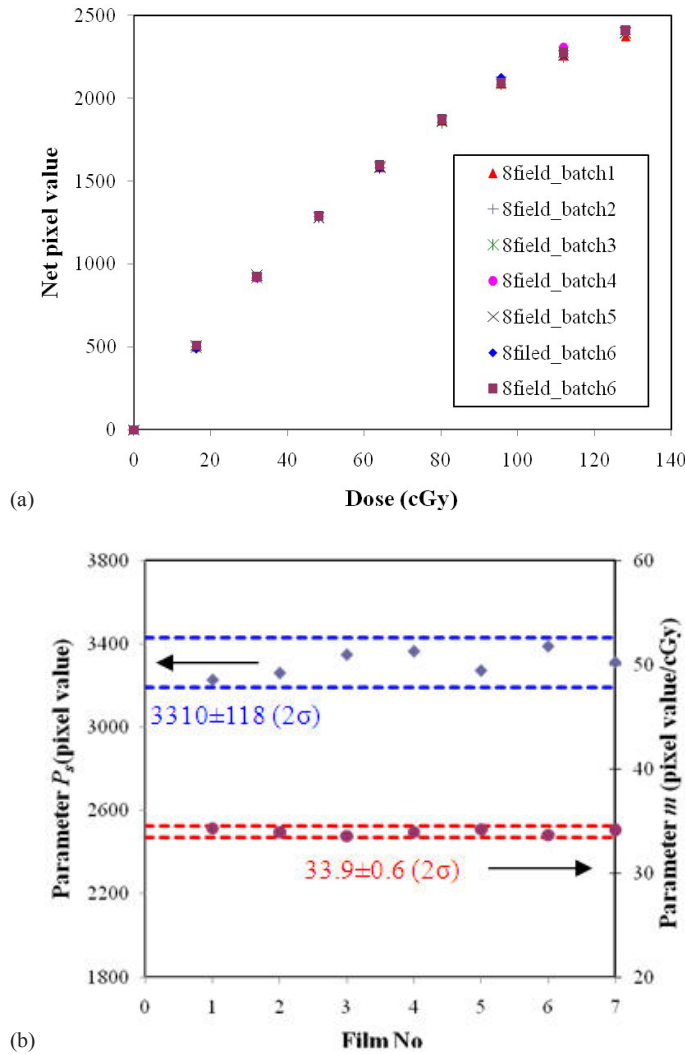 2500
2000
1500
1000
500
0
Net pixel value
8field_batch1
8field_batch2
8field_batch3
8field_batch4
8field_batch5
8filed_batch6
8field_batch6
0 20 40 60 80 100 120 140
Dose (cGy)
(a)
3800
3400
3000
2600
2200
1800
Parameter Ps(pixel value)
60
50
40
30
20
Parameter m (pixel value/cGy)
3310±118 (2σ)
33.9±0.6 (2σ)
0 1 2 3 4 5 6 7
Film No
(b)